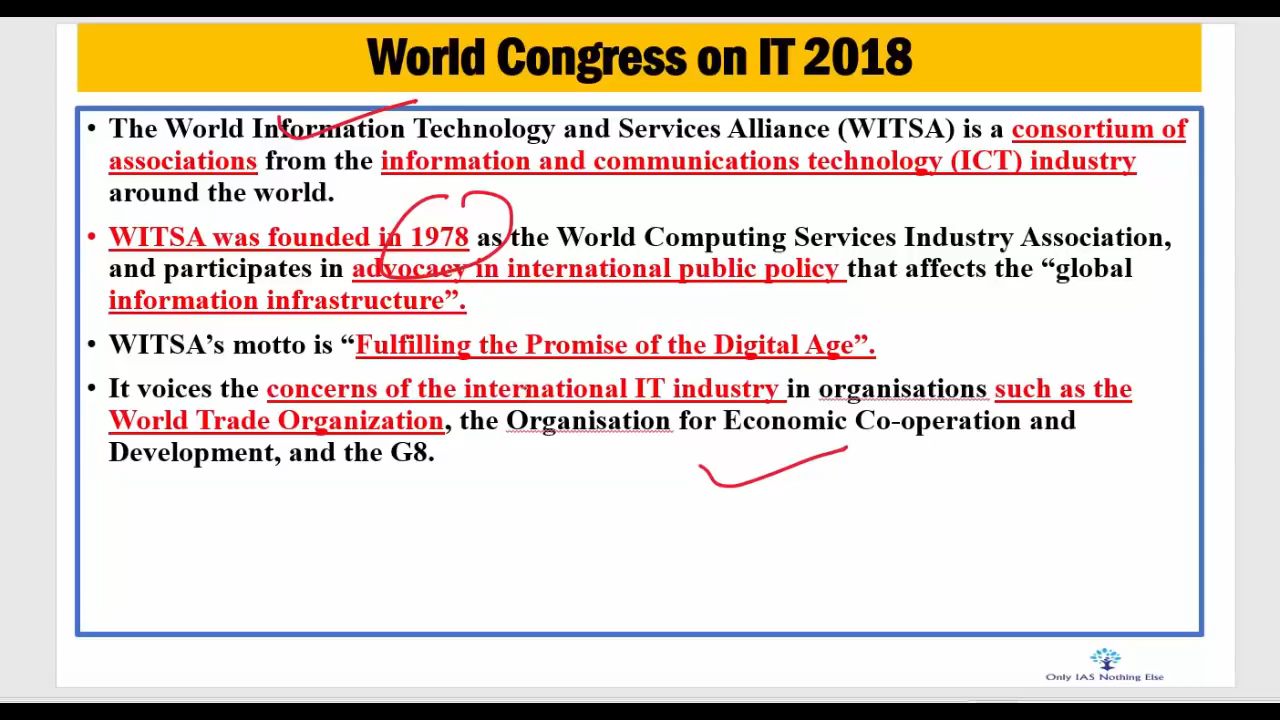 World Congress on IT 2018
• The World Information Technology and Services Alliance (WITSA) is a consortium of
associations from the information and communications technology (ICT) industry
around the world.
• WITSA was founded in 1978 as the World Computing Services Industry Association,
and participates in advocacy in international public policy that affects the “global
information infrastructure”.
• WITSA’s motto is “Fulfilling the Promise of the Digital Age”.
• It voices the concerns of the international IT industry in organisations such as the
World Trade Organization, the Organisation for Economic Co-operation and
Development, and the G8.
Only IAS Nothing Else